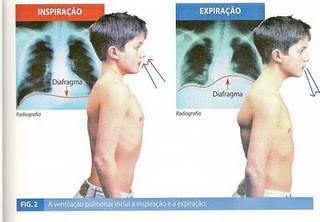 INSPIRAÇÃO
Diafragma
Radiografia
EXPIRAÇÃO
Diafragma
Radiografia
FIG.2 A ventilação pulmonar inclui a inspiração e a expiração.